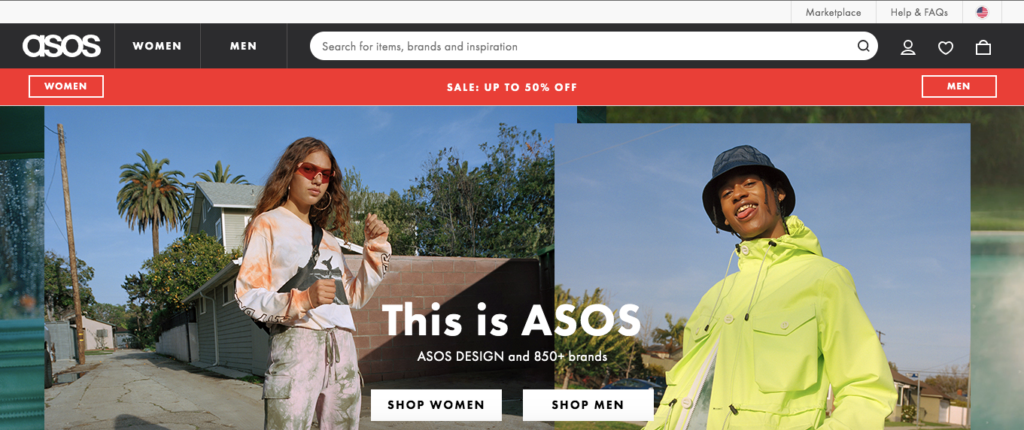 Marketplace
Help & FAQs
asos
WOMEN
MEN
Search for items, brands and inspiration
WOMEN
SALE: UP TO 50% OFF
MEN
This is ASOS
ASOS DESIGN and 850+ brands
SHOP WOMEN
SHOP MEN